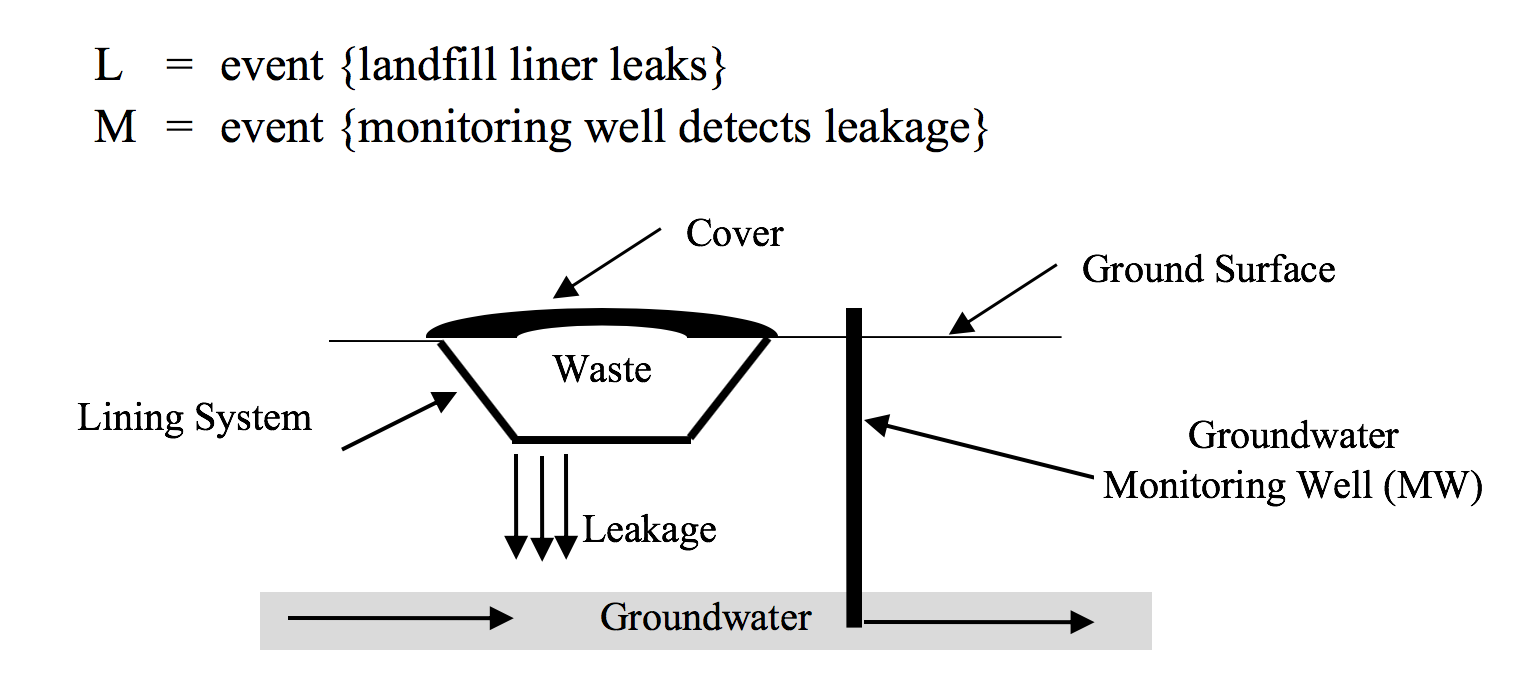 L = event {landfill liner leaks}
M = event {monitoring well detects leakage}
Cover
Ground Surface
Waste
Lining System
Groundwater
Monitoring Well (MW)
Leakage
Groundwater